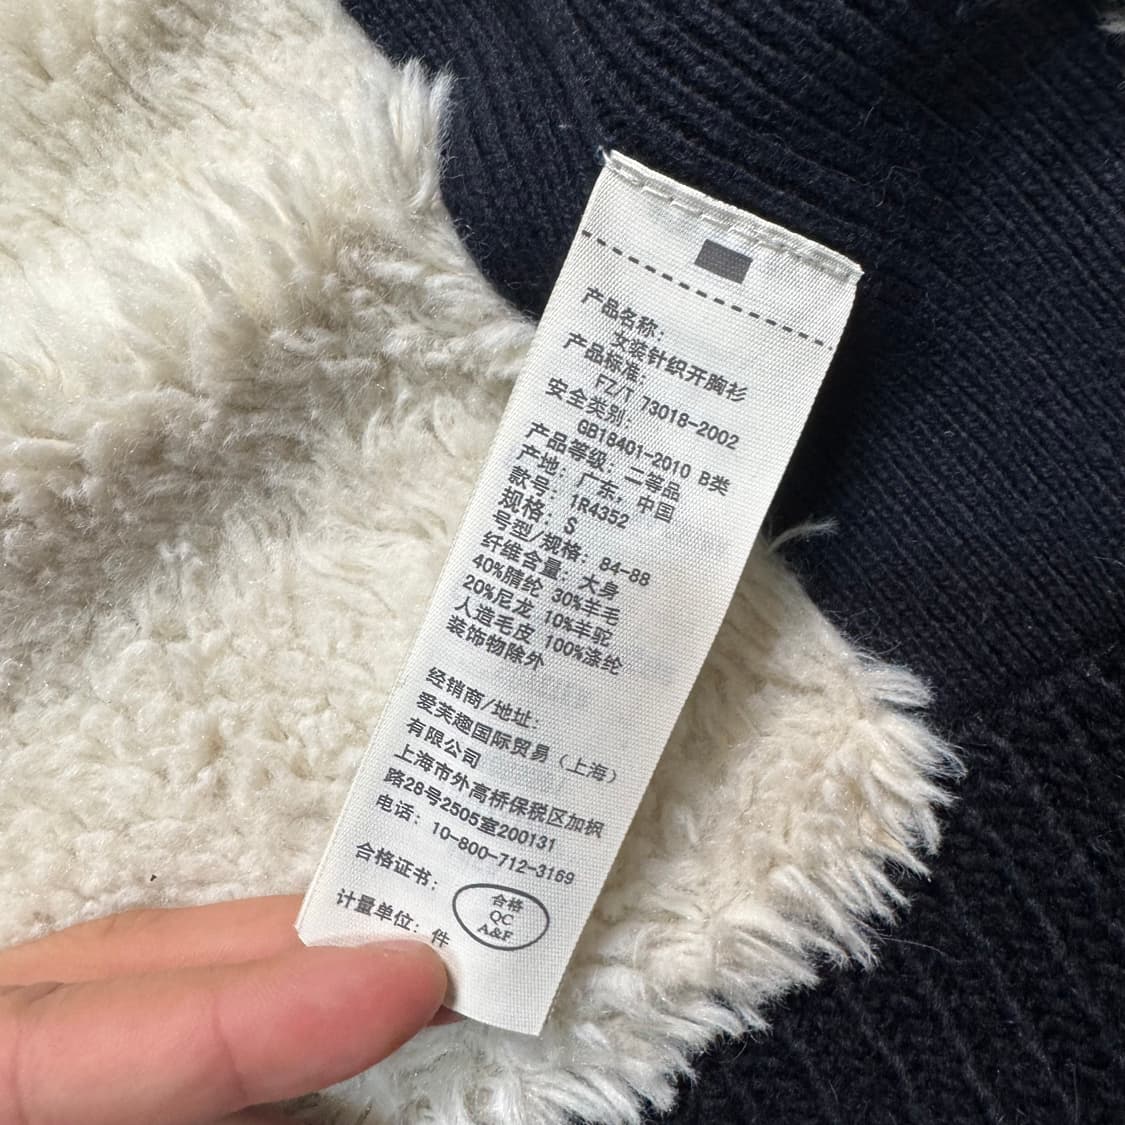 产品名称：
女装针织开胸衫
产品标准：
FZ/T 73018-2002
安全类别：
GB18401-2010 B类
产品等级：二等品
产地：广东，中国
款号：1R4352
规格：S
号型/规格：84-88
纤维含量：大身
40%腈纶 30%羊毛
20%尼龙 10%羊驼
人造毛皮 100%涤纶
装饰物除外
经销商/地址：
爱芙趣国际贸易（上海）
有限公司
上海市外高桥保税区加枫
路28号2505室200131
电话：10-800-712-3169
合格证书：
合格
QC
A&F
计量单位：件